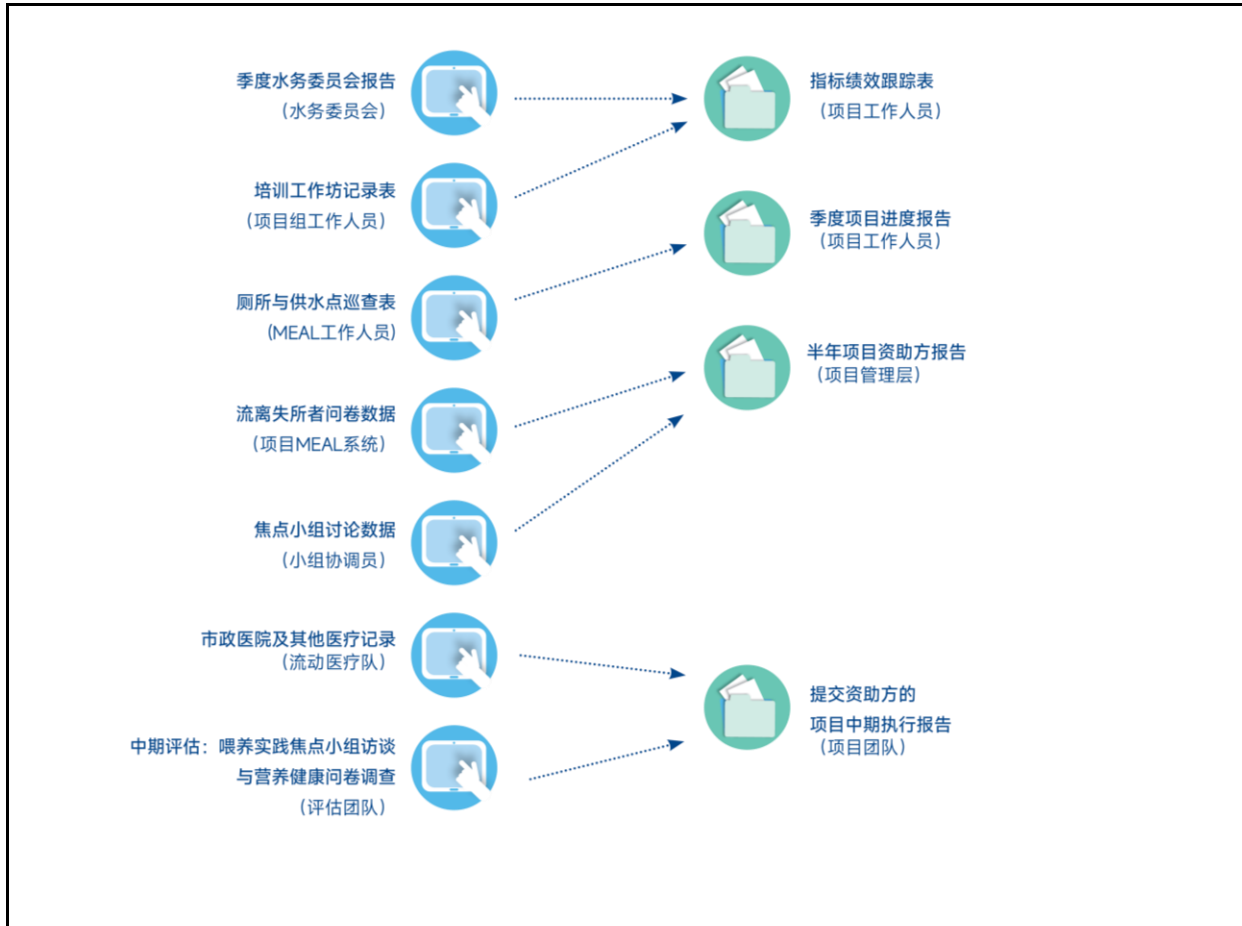 季度水务委员会报告
（水务委员会）
培训工作坊记录表
（项目组工作人员）
厕所与供水点巡查表
(MEAL工作人员)
流离失所者问卷数据
（项目MEAL系统）
焦点小组讨论数据
（小组协调员）
市政医院及其他医疗记录
（流动医疗队）
中期评估：喂养实践焦点小组访谈
与营养健康问卷调查
（评估团队）
指标绩效跟踪表
（项目工作人员）
季度项目进度报告
（项目工作人员）
半年项目资助方报告
（项目管理层）
提交资助方的
项目中期执行报告
（项目团队）